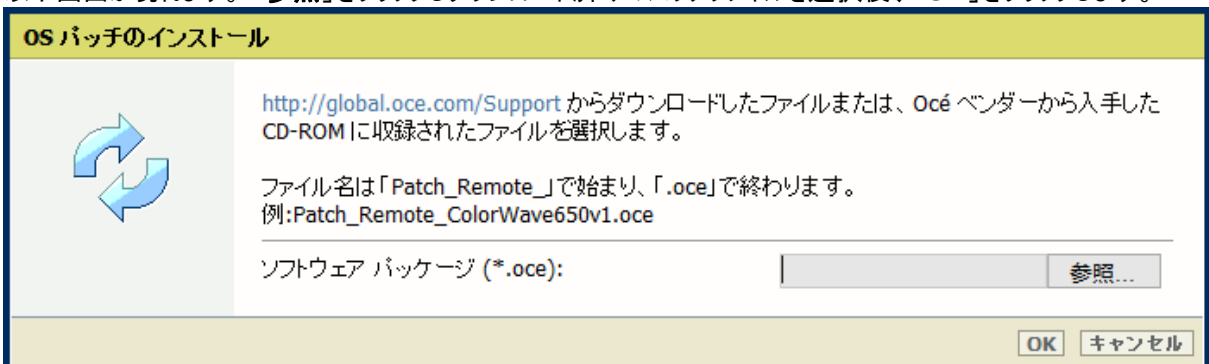 OS パッチのインストール
http://global.oce.com/Support からダウンロードしたファイルまたは、Océ ベンダーから入手した
CD-ROM に収録されたファイルを選択します。
ファイル名は「Patch_Remote_」で始まり、「.oce」で終わります。
例:Patch_Remote_ColorWave650v1.oce
ソフトウェア パッケージ (*.oce):
参照...
OK キャンセル